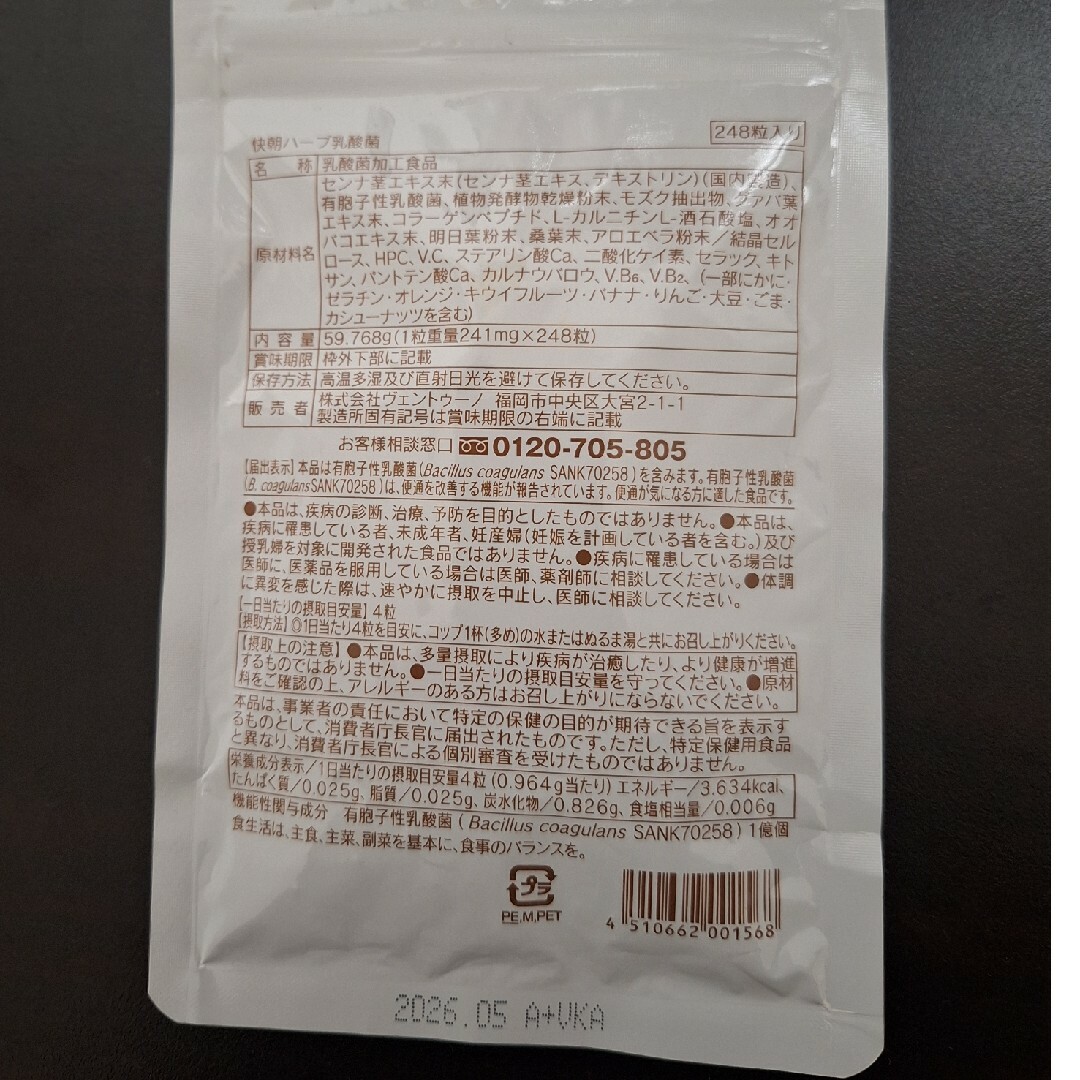 快朝ハーブ乳酸菌
248粒入り
名 称 乳酸菌加工食品
原材料名
センナ茎エキス末(センナ茎エキス、デキストリン)(国内製造)、
有胞子性乳酸菌、植物発酵物乾燥粉末、モズク抽出物、グァバ葉
エキス末、コラーゲンペプチド、L-カルニチンL-酒石酸塩、オオ
バコエキス末、明日葉粉末、桑葉末、アロエベラ粉末/結晶セル
ロース、HPC、V.C、ステアリン酸Ca、二酸化ケイ素、セラック、キト
サン、パントテン酸Ca、カルナウバロウ、V.B6、V.B2、(一部にかに・
ゼラチン・オレンジ・キウイフルーツ・バナナ・りんご・大豆・ごま・
カシューナッツを含む)
内 容 量 59.768g(1粒重量241mg×248粒)
賞味期限 枠外下部に記載
保存方法 高温多湿及び直射日光を避けて保存してください。
販 売 者
株式会社ヴェントゥーノ 福岡市中央区大宮2-1-1
製造所固有記号は賞味期限の右端に記載
お客様相談窓口 0120-705-805
【届出表示】本品は有胞子性乳酸菌(Bacillus coagulans SANK70258)を含みます。有胞子性乳酸菌
(B. coagulans SANK70258)は、便通を改善する機能が報告されています。便通が気になる方に適した食品です。
●本品は、疾病の診断、治療、予防を目的としたものではありません。●本品は、
疾病に罹患している者、未成年者、妊産婦(妊娠を計画している者を含む。)及び
授乳婦を対象に開発された食品ではありません。●疾病に罹患している場合は
医師に、医薬品を服用している場合は医師、薬剤師に相談してください。●体調
に異変を感じた際は、速やかに摂取を中止し、医師に相談してください。
【一日当たりの摂取目安量】4粒
【摂取方法】◎1日当たり4粒を目安に、コップ1杯(多め)の水またはぬるま湯と共にお召し上がりください。
【摂取上の注意】●本品は、多量摂取により疾病が治癒したり、より健康が増進
するものではありません。●一日当たりの摂取目安量を守ってください。●原材
料をご確認の上、アレルギーのある方はお召し上がりにならないでください。
本品は、事業者の責任において特定の保健の目的が期待できる旨を表示す
るものとして、消費者庁長官に届出されたものです。ただし、特定保健用食品
と異なり、消費者庁長官による個別審査を受けたものではありません。
栄養成分表示/1日当たりの摂取目安量4粒(0.964g当たり)エネルギー/3.634kcal、
たんぱく質/0.025g、脂質/0.025g、炭水化物/0.826g、食塩相当量/0.006g
機能性関与成分 有胞子性乳酸菌(Bacillus coagulans SANK70258)1億個
食生活は、主食、主菜、副菜を基本に、食事のバランスを。
プラ
PE,M,PET
4 510662 001568
2026.05 A+VKA